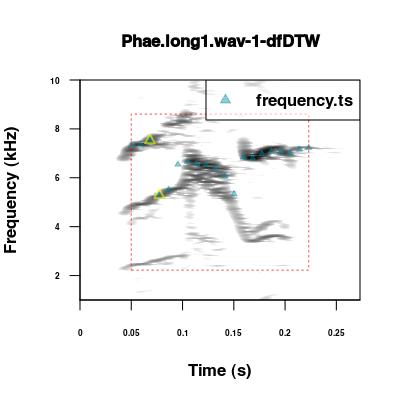 Phae.long1.wav-1-dfDTW
frequency.ts
Frequency (kHz)
10
8
6
4
2
0 0.05 0.1 0.15 0.2 0.25
Time (s)